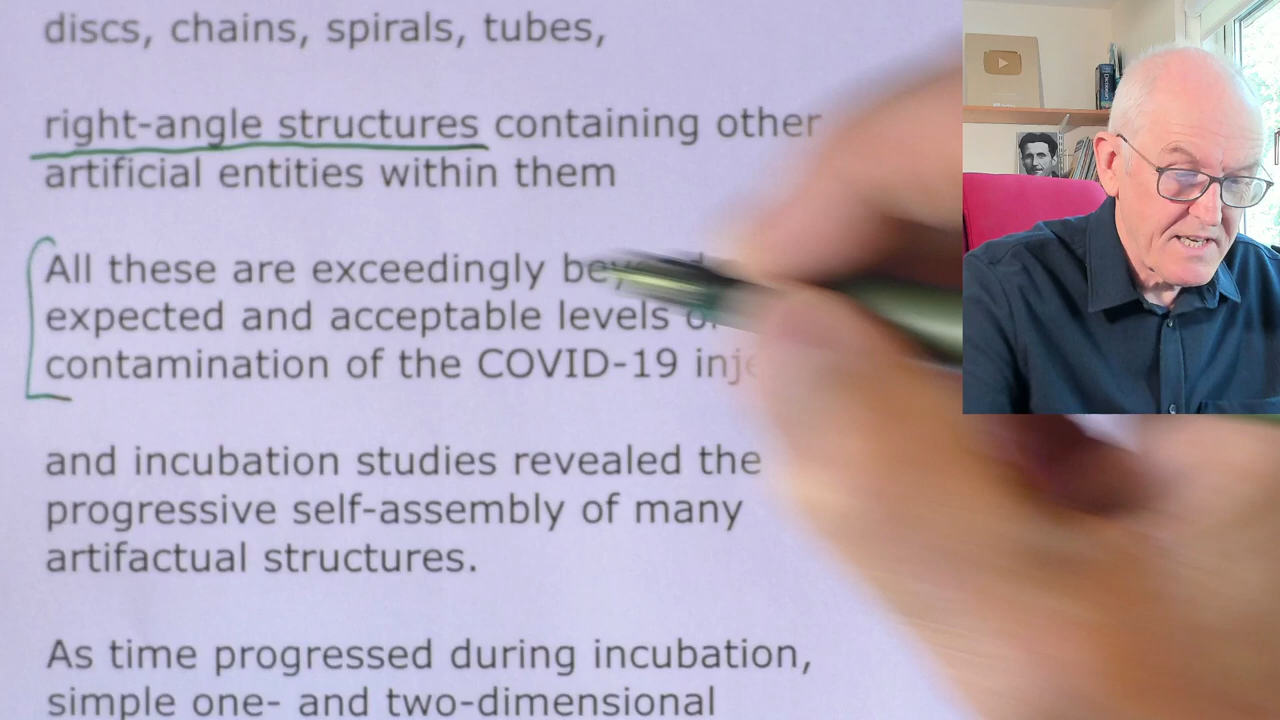 discs, chains, spirals, tubes,
right-angle structures containing other
artificial entities within them
All these are exceedingly
expected and acceptable levels
contamination of the COVID-19
and incubation studies revealed the
progressive self-assembly of many
artifactual structures.
As time progressed during incubation,
simple one- and two-dimensional